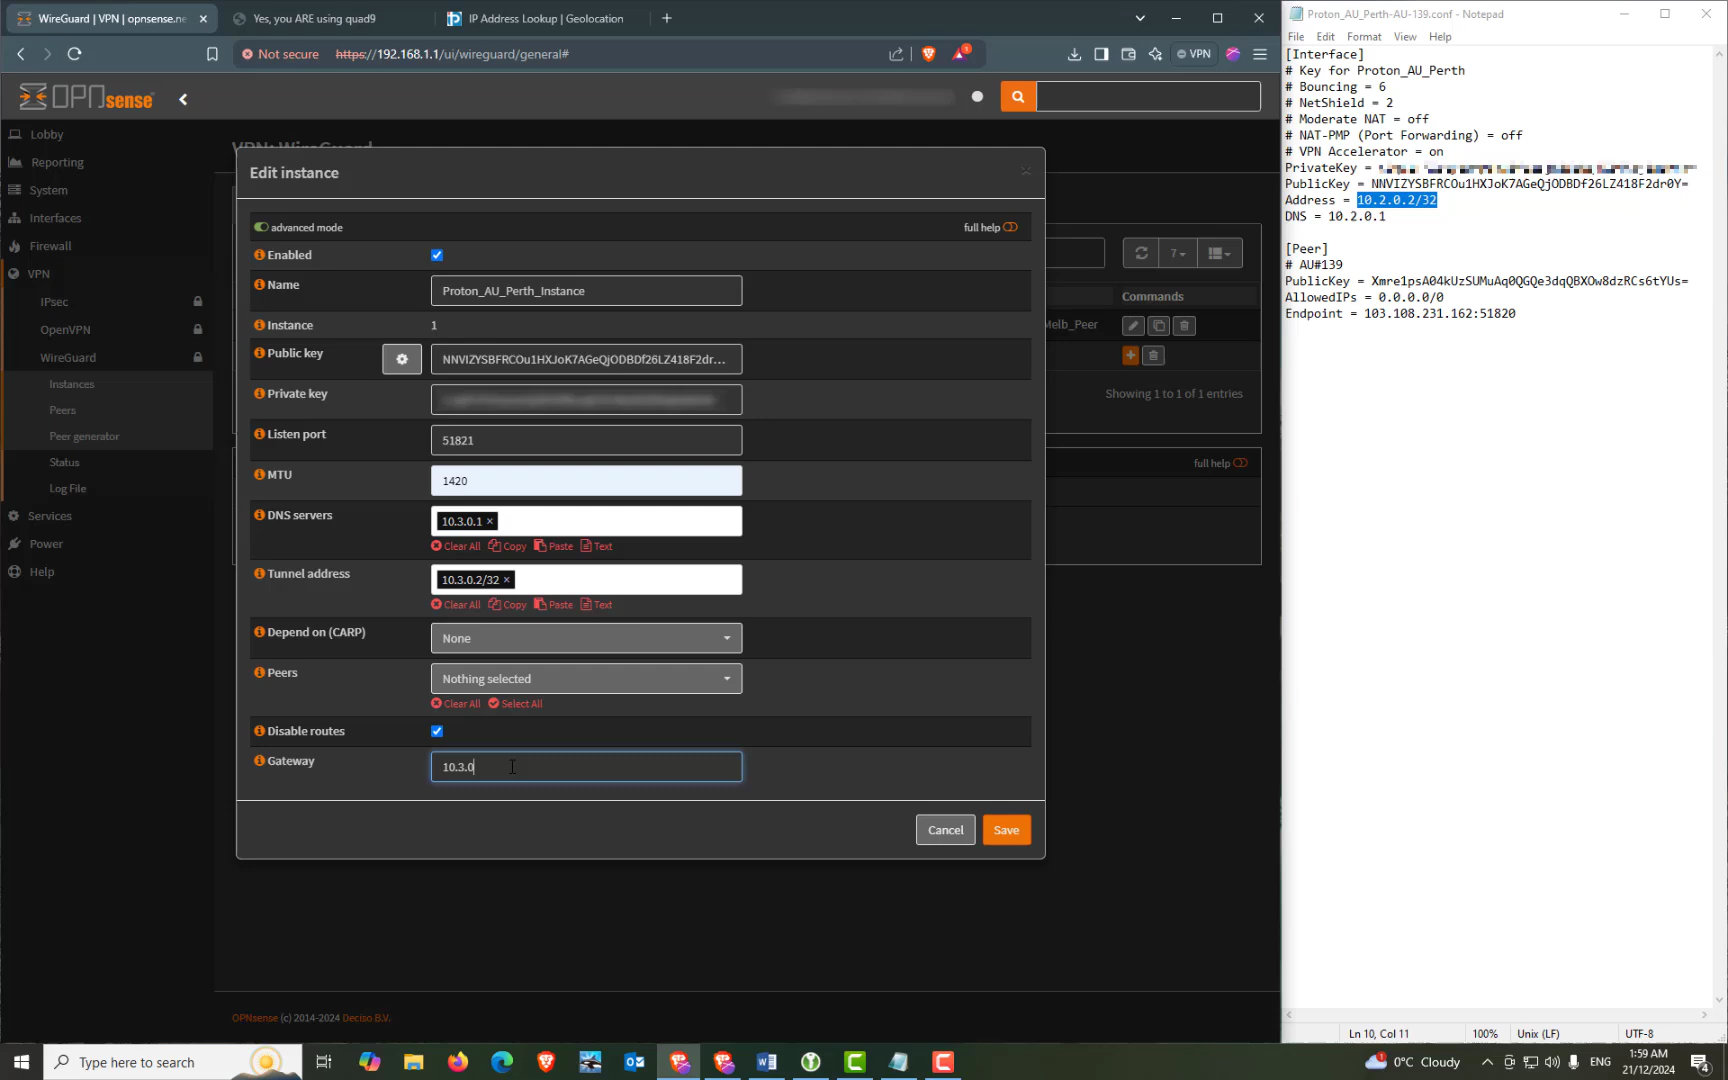 WireGuard | VPN | opnsense.ne
Yes, you ARE using quad9
IP Address Lookup | Geolocation
Not secure https://192.168.1.1/ui/wireguard/general#
VPN
OPNsense
Lobby
Reporting
System
Interfaces
Firewall
VPN
IPsec
OpenVPN
WireGuard
Instances
Peers
Peer generator
Status
Log File
Services
Power
Help
VPN: WireGuard
Edit instance
advanced mode
full help
Enabled
Name
Proton_AU_Perth_Instance
Instance
1
Public key
NNVIZYSBFRCOu1HXJoK7AGeQjODBDf26LZ418F2dr...
Private key
Listen port
51821
MTU
1420
DNS servers
10.3.0.1 ×
Clear All Copy Paste Text
Tunnel address
10.3.0.2/32 ×
Clear All Copy Paste Text
Depend on (CARP)
None
Peers
Nothing selected
Clear All Select All
Disable routes
Gateway
10.3.0
Cancel
Save
7
Commands
Melb_Peer
Showing 1 to 1 of 1 entries
full help
OPNsense (c) 2014-2024 Deciso B.V.
Proton_AU_Perth-AU-139.conf - Notepad
File Edit Format View Help
[Interface]
# Key for Proton_AU_Perth
# Bouncing = 6
# NetShield = 2
# Moderate NAT = off
# NAT-PMP (Port Forwarding) = off
# VPN Accelerator = on
PrivateKey =
PublicKey = NNVIZYSBFRCOu1HXJoK7AGeQjODBDf26LZ418F2dr0Y=
Address = 10.2.0.2/32
DNS = 10.2.0.1
[Peer]
# AU#139
PublicKey = Xmre1psA04kUzSUMuAq0QGQe3dqQBXOw8dzRCs6tYUs=
AllowedIPs = 0.0.0.0/0
Endpoint = 103.108.231.162:51820
Ln 10, Col 11
100%
Unix (LF)
UTF-8
Type here to search
0°C Cloudy
ENG
1:59 AM
21/12/2024
4